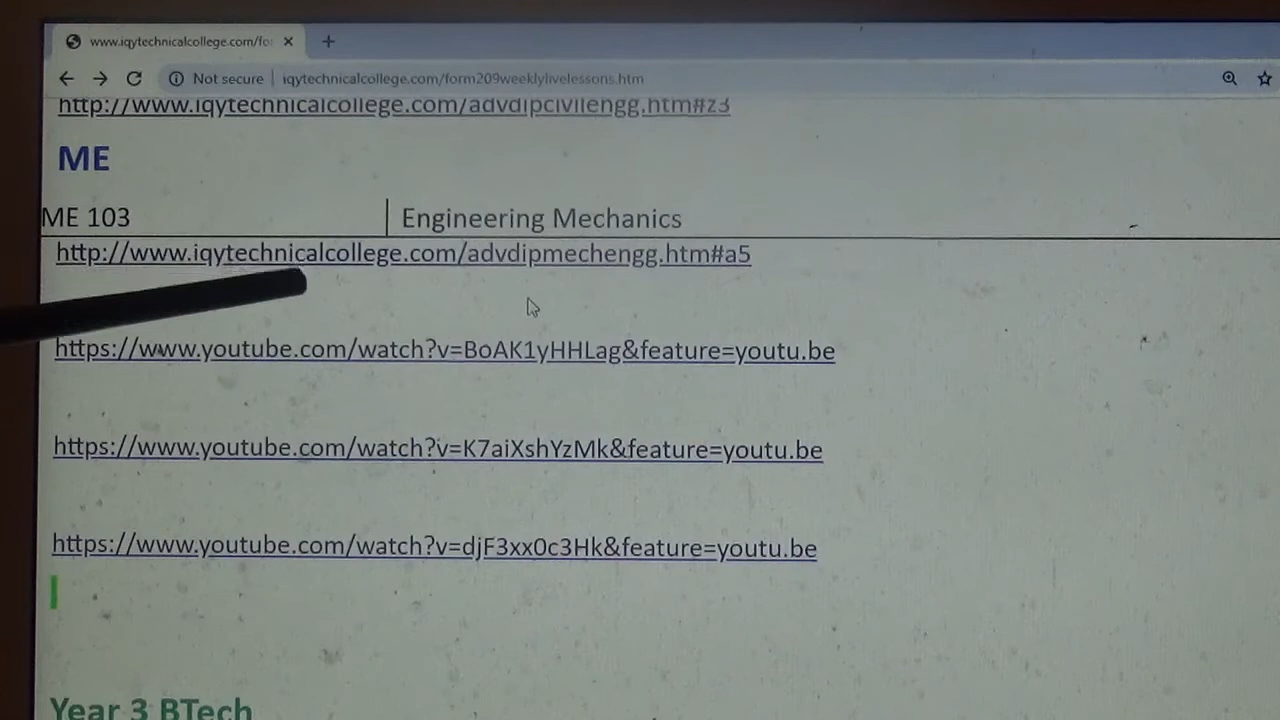 www.iqytechnicalcollege.com/fo
Not secure | iqytechnicalcollege.com/form209weeklylivelessons.htm
http://www.iqytechnicalcollege.com/advdipcivilengg.htm#z3
ME
ME 103 Engineering Mechanics
http://www.iqytechnicalcollege.com/advdipmechengg.htm#a5
https://www.youtube.com/watch?v=BoAK1yHHLag&feature=youtu.be
https://www.youtube.com/watch?v=K7aiXshYzMk&feature=youtu.be
https://www.youtube.com/watch?v=djF3xx0c3Hk&feature=youtu.be
Year 3 BTech